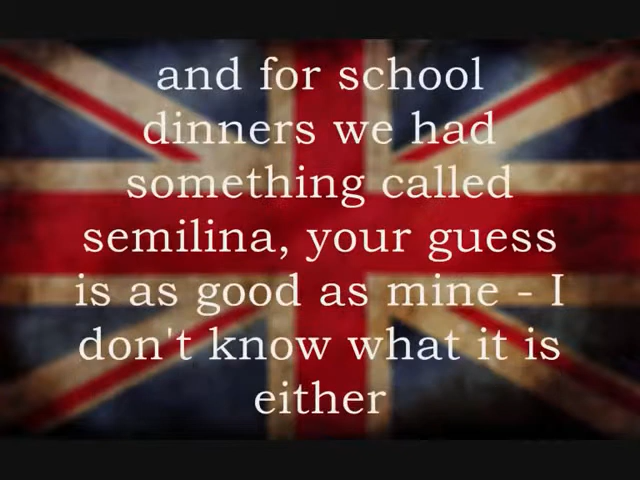 and for school
dinners we had
something called
semilina, your guess
is as good as mine - I
don't know what it is
either